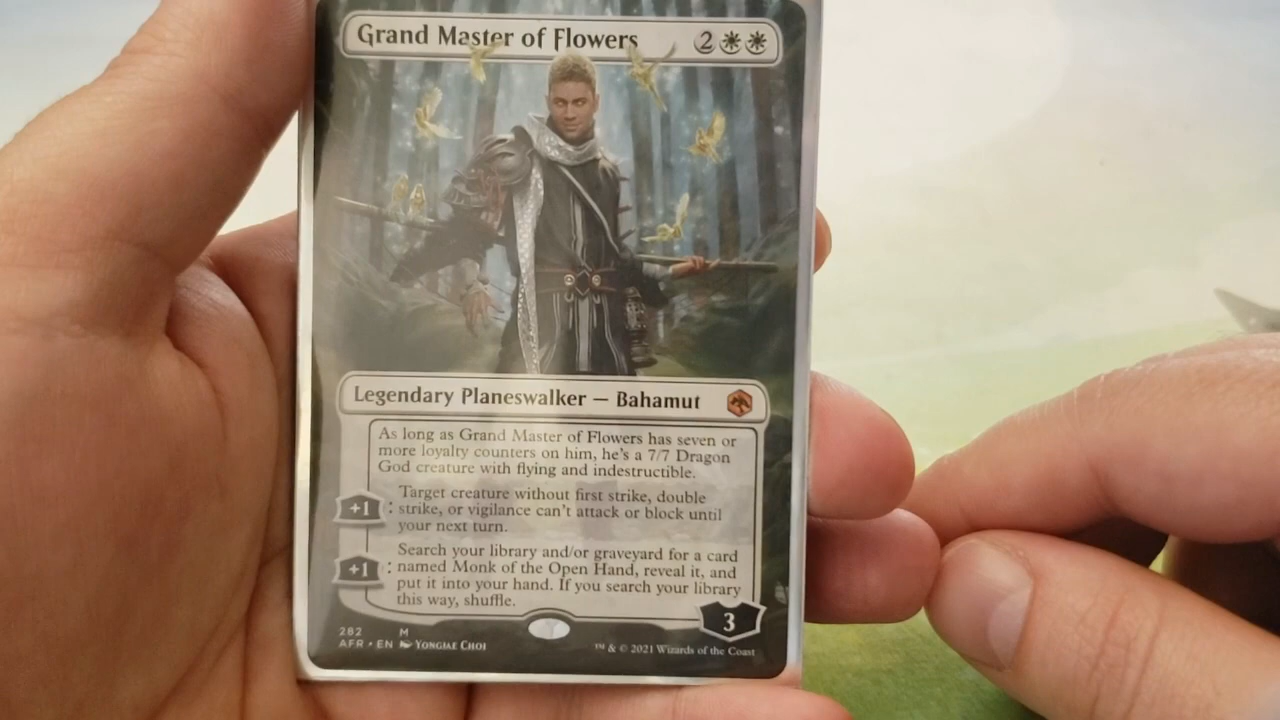 Grand Master of Flowers 2
Legendary Planeswalker — Bahamut
As long as Grand Master of Flowers has seven or
more loyalty counters on him, he's a 7/7 Dragon
God creature with flying and indestructible.
Target creature without first strike, double
+1 : strike, or vigilance can't attack or block until
your next turn.
Search your library and/or graveyard for a card
+1 : named Monk of the Open Hand, reveal it, and
put it into your hand. If you search your library
this way, shuffle.
3
282 M
AFR • EN Yongjae Choi
™ & © 2021 Wizards of the Coast